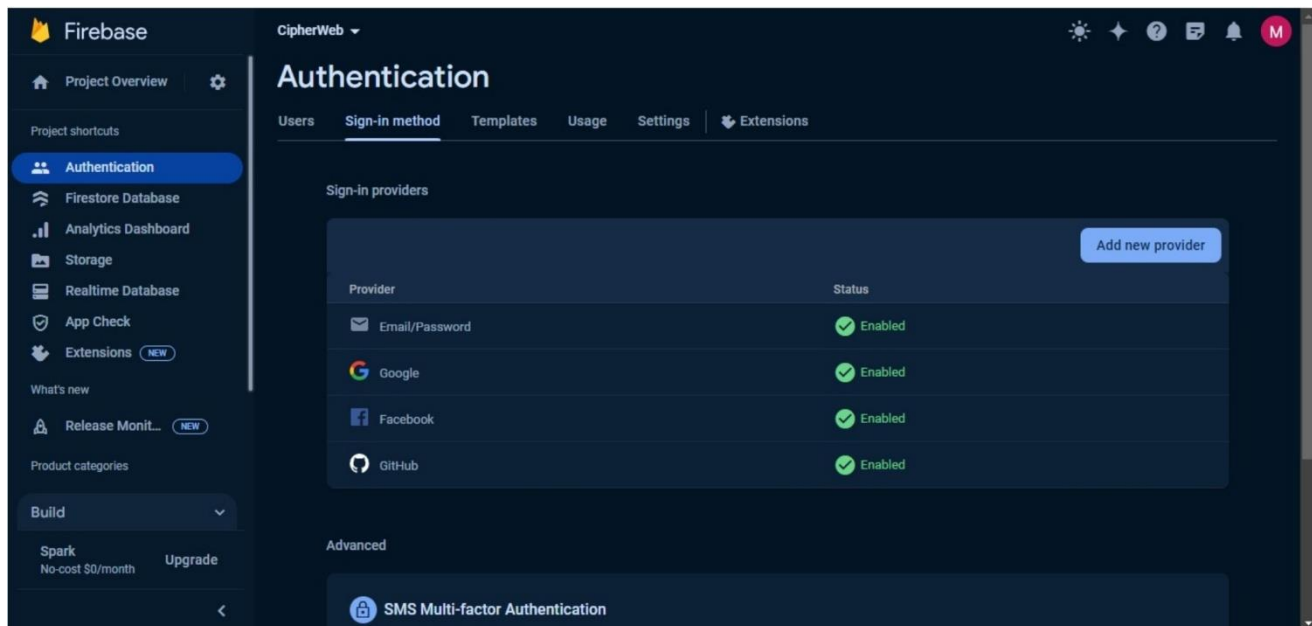 Firebase
Project Overview
Project shortcuts
Authentication
Firestore Database
Analytics Dashboard
Storage
Realtime Database
App Check
Extensions NEW
What's new
Release Monit... NEW
Product categories
Build
Spark
No-cost $0/month
Upgrade
CipherWeb
M
Authentication
Users Sign-in method Templates Usage Settings Extensions
Sign-in providers
Add new provider
Provider Status
Email/Password Enabled
Google Enabled
Facebook Enabled
GitHub Enabled
Advanced
SMS Multi-factor Authentication